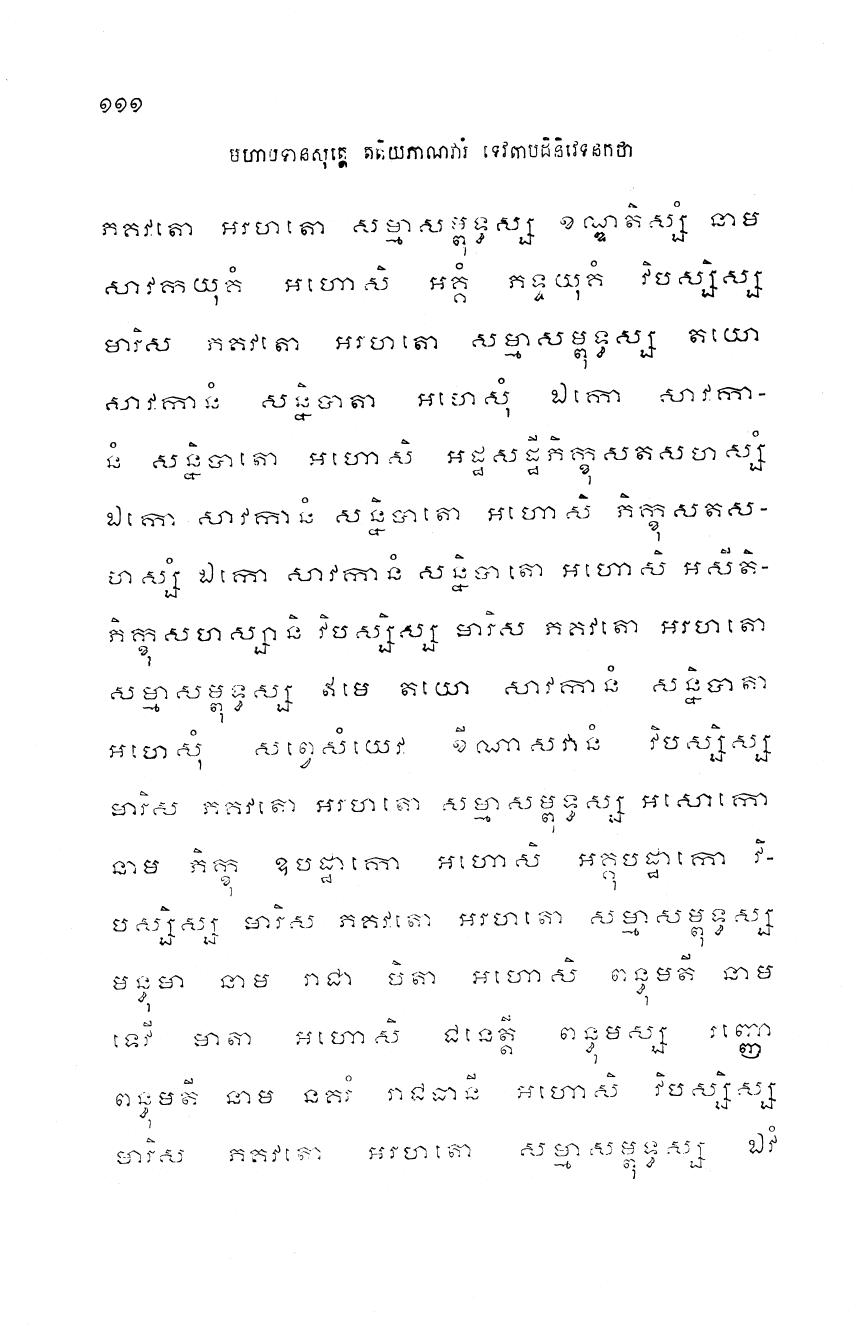 ១១១
មហាបទានសុត្តេ តតិយភាណវារំ ទេវតាបដិនិវេទនកថា
ភគវតោ អរហតោ សម្មាសម្ពុទ្ធស្ស ខណ្ឌតិស្សំ នាម
សាវកយុគំ អហោសិ អគ្គំ ភទ្ទយុគំ វិបស្សិស្ស
មារិស ភគវតោ អរហតោ សម្មាសម្ពុទ្ធស្ស តយោ
សាវកានំ សន្និបាតា អហេសុំ ឯកោ សាវកា-
នំ សន្និបាតោ អហោសិ អដ្ឋសដ្ឋីភិក្ខុសតសហស្សំ
ឯកោ សាវកានំ សន្និបាតោ អហោសិ ភិក្ខុសតស-
ហស្សំ ឯកោ សាវកានំ សន្និបាតោ អហោសិ អសីតិ-
ភិក្ខុសហស្សានិ វិបស្សិស្ស មារិស ភគវតោ អរហតោ
សម្មាសម្ពុទ្ធស្ស ឥមេ តយោ សាវកានំ សន្និបាតា
អហេសុំ សព្វេសំយេវ ខីណាសវានំ វិបស្សិស្ស
មារិស ភគវតោ អរហតោ សម្មាសម្ពុទ្ធស្ស អសោកោ
នាម ភិក្ខុ ឧបដ្ឋាកោ អហោសិ អគ្គុបដ្ឋាកោ វិ-
បស្សិស្ស មារិស ភគវតោ អរហតោ សម្មាសម្ពុទ្ធស្ស
ពន្ធុមា នាម រាជា បិតា អហោសិ ពន្ធុមតី នាម
ទេវី មាតា អហោសិ ជនេត្តី ពន្ធុមស្ស រញ្ញោ
ពន្ធុមតី នាម នគរំ រាជធានី អហោសិ វិបស្សិស្ស
មារិស ភគវតោ អរហតោ សម្មាសម្ពុទ្ធស្ស ឯវំ